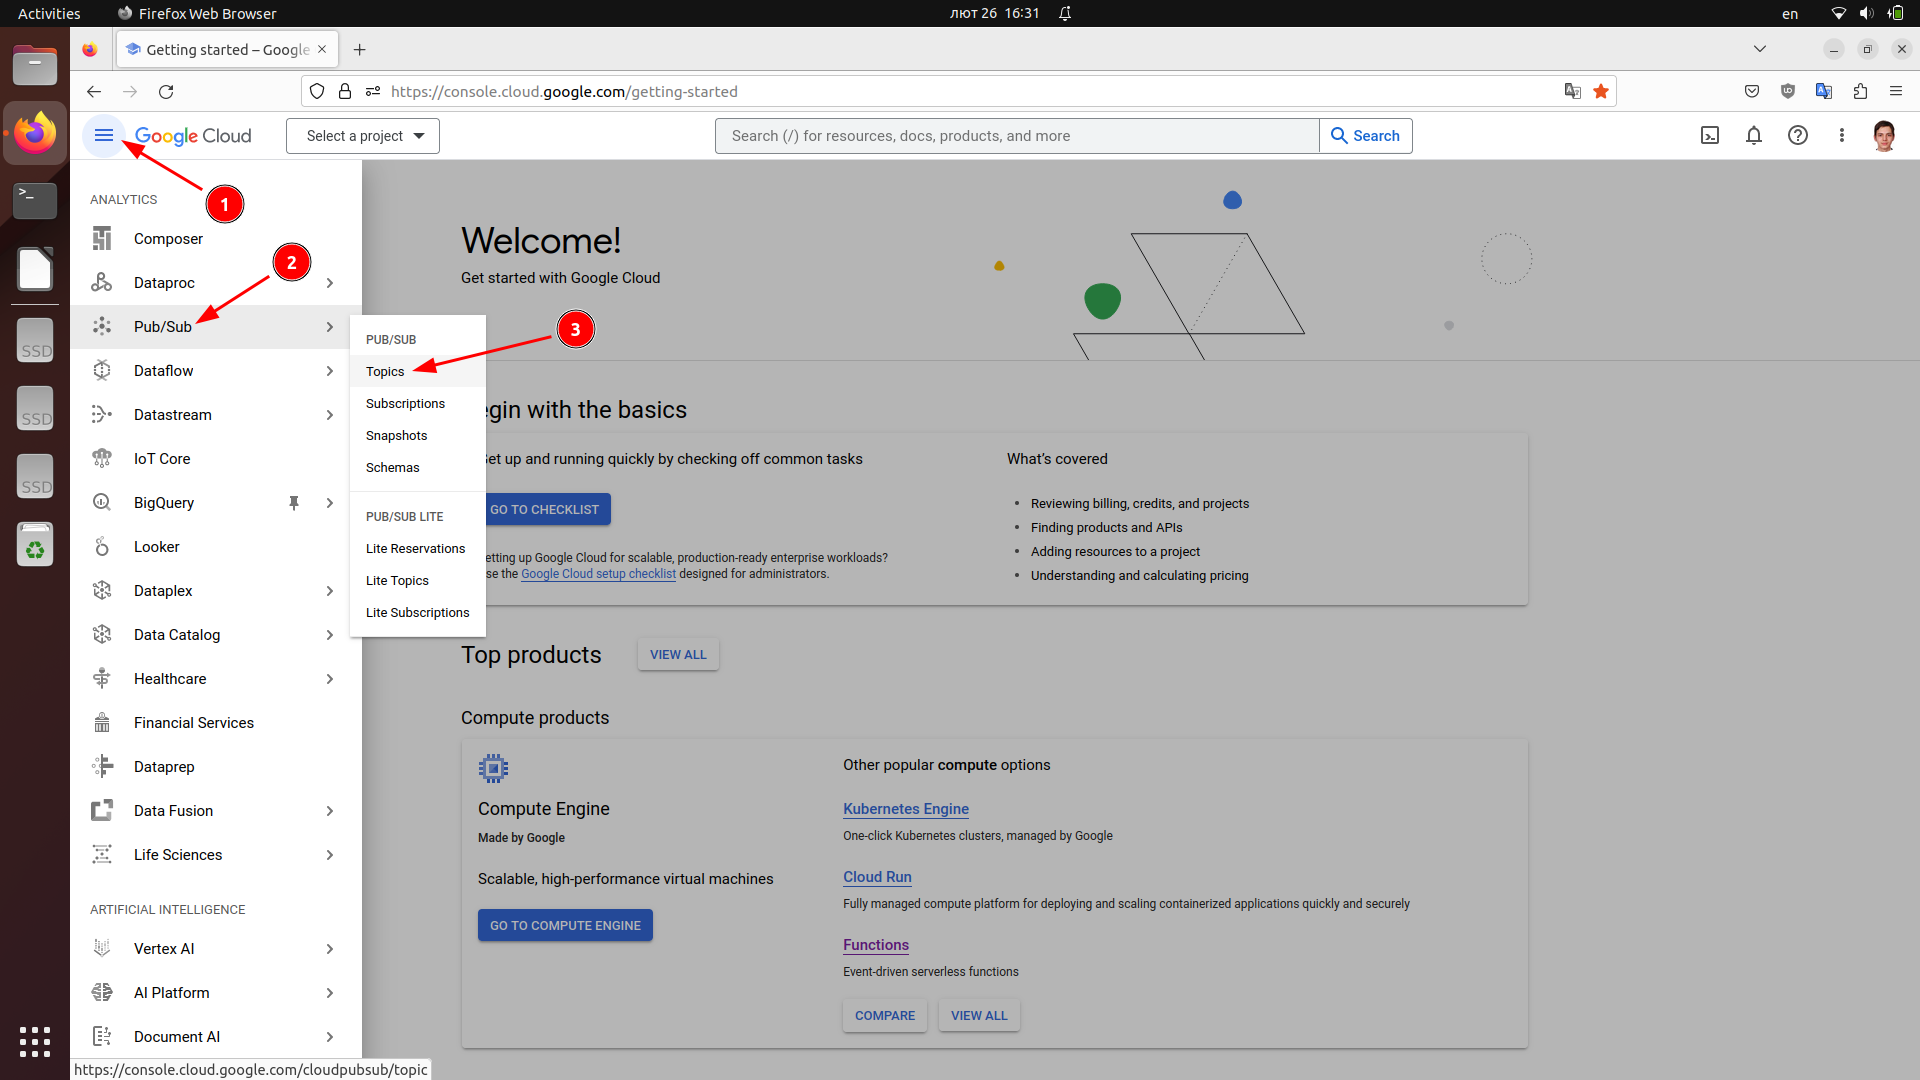 Activities
Firefox Web Browser
лют 26 16:31
en
Getting started – Google
https://console.cloud.google.com/getting-started
Google Cloud
Select a project
Search (/) for resources, docs, products, and more
Search
1
2
3
ANALYTICS
Composer
Dataproc
Pub/Sub
Dataflow
Datastream
IoT Core
BigQuery
Looker
Dataplex
Data Catalog
Healthcare
Financial Services
Dataprep
Data Fusion
Life Sciences
ARTIFICIAL INTELLIGENCE
Vertex AI
AI Platform
Document AI
PUB/SUB
Topics
Subscriptions
Snapshots
Schemas
PUB/SUB LITE
Lite Reservations
Lite Topics
Lite Subscriptions
Welcome!
Get started with Google Cloud
egin with the basics
et up and running quickly by checking off common tasks
GO TO CHECKLIST
etting up Google Cloud for scalable, production-ready enterprise workloads?
se the Google Cloud setup checklist designed for administrators.
What's covered
• Reviewing billing, credits, and projects
• Finding products and APIs
• Adding resources to a project
• Understanding and calculating pricing
Top products
VIEW ALL
Compute products
Compute Engine
Made by Google
Scalable, high-performance virtual machines
GO TO COMPUTE ENGINE
Other popular compute options
Kubernetes Engine
One-click Kubernetes clusters, managed by Google
Cloud Run
Fully managed compute platform for deploying and scaling containerized applications quickly and securely
Functions
Event-driven serverless functions
COMPARE
VIEW ALL
SSD
SSD
SSD
https://console.cloud.google.com/cloudpubsub/topic